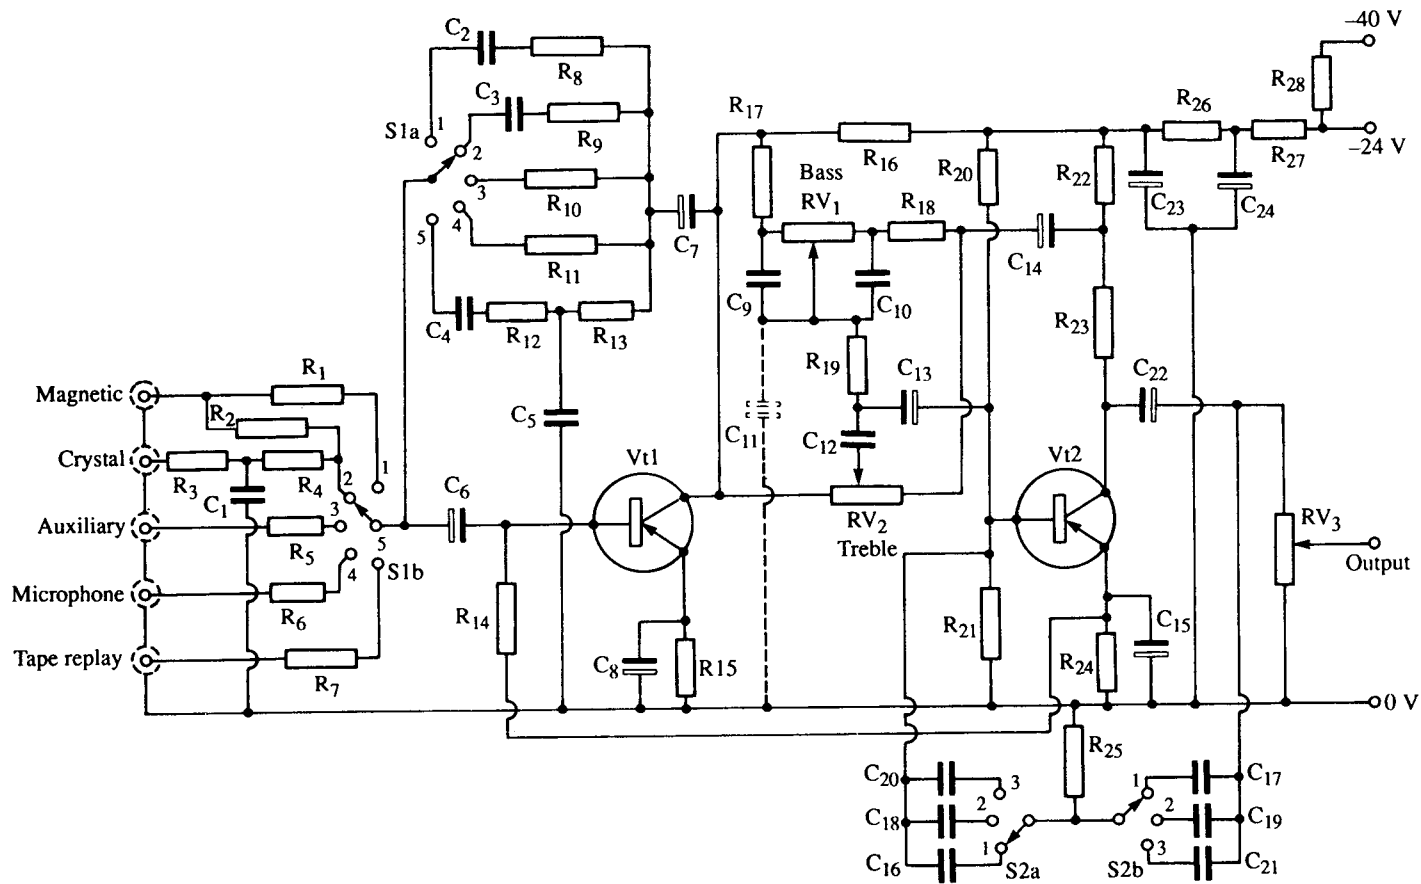 –40 V
C2
R8
R28
C3
R17
R26
S1a
1
R9
2
R16
R20
R27
–24 V
Bass
R22
3
R10
RV1
R18
C23
C24
4
5
C7
C14
R11
C9
C10
C4
R12
R13
R23
R19
C13
C22
Magnetic
R1
R2
C5
C11
C12
Crystal
R3
R4
1
Vt1
Vt2
C1
2
C6
Auxiliary
3
R5
5
RV2
RV3
4
S1b
Treble
Output
Microphone
R6
R14
R21
C15
Tape replay
R7
C8
R15
R24
0 V
R25
C20
3
1
C17
C18
2
2
C19
C16
1
S2a
S2b
3
C21